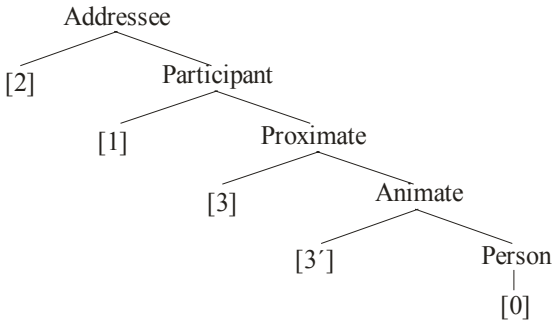 Addressee
[2]
Participant
[1]
Proximate
[3]
Animate
[3´]
Person
[0]